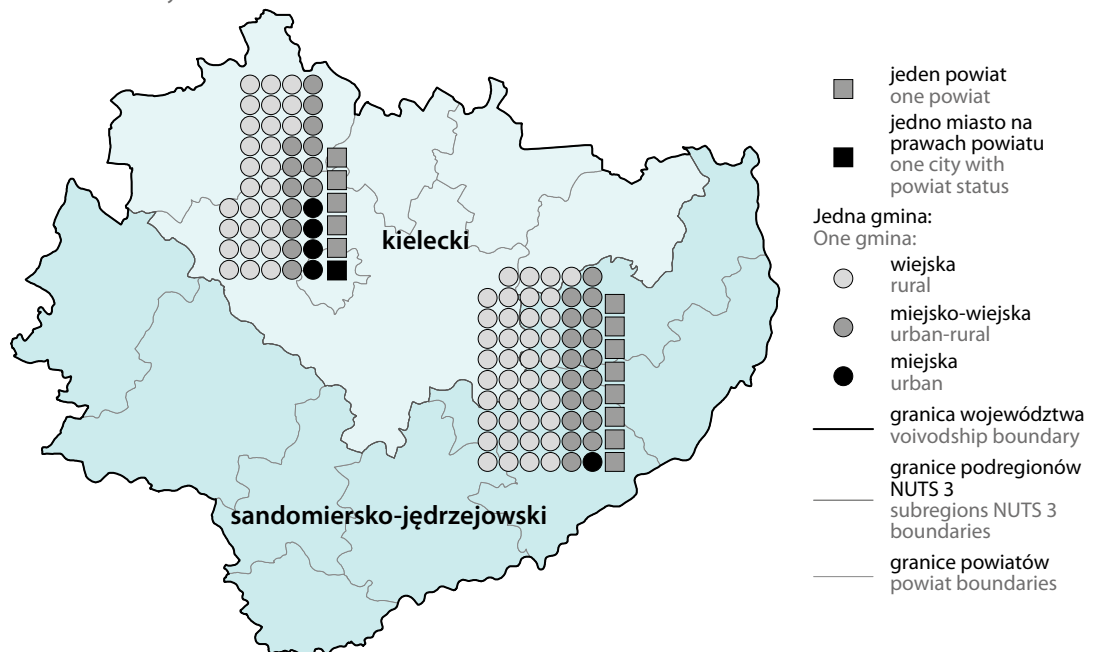 jeden powiat
one powiat
jedno miasto na
prawach powiatu
one city with
powiat status
Jedna gmina:
One gmina:
wiejska
rural
miejsko-wiejska
urban-rural
miejska
urban
granica województwa
voivodship boundary
granice podregionów
NUTS 3
subregions NUTS 3
boundaries
granice powiatów
powiat boundaries
kielecki
sandomiersko-jędrzejowski